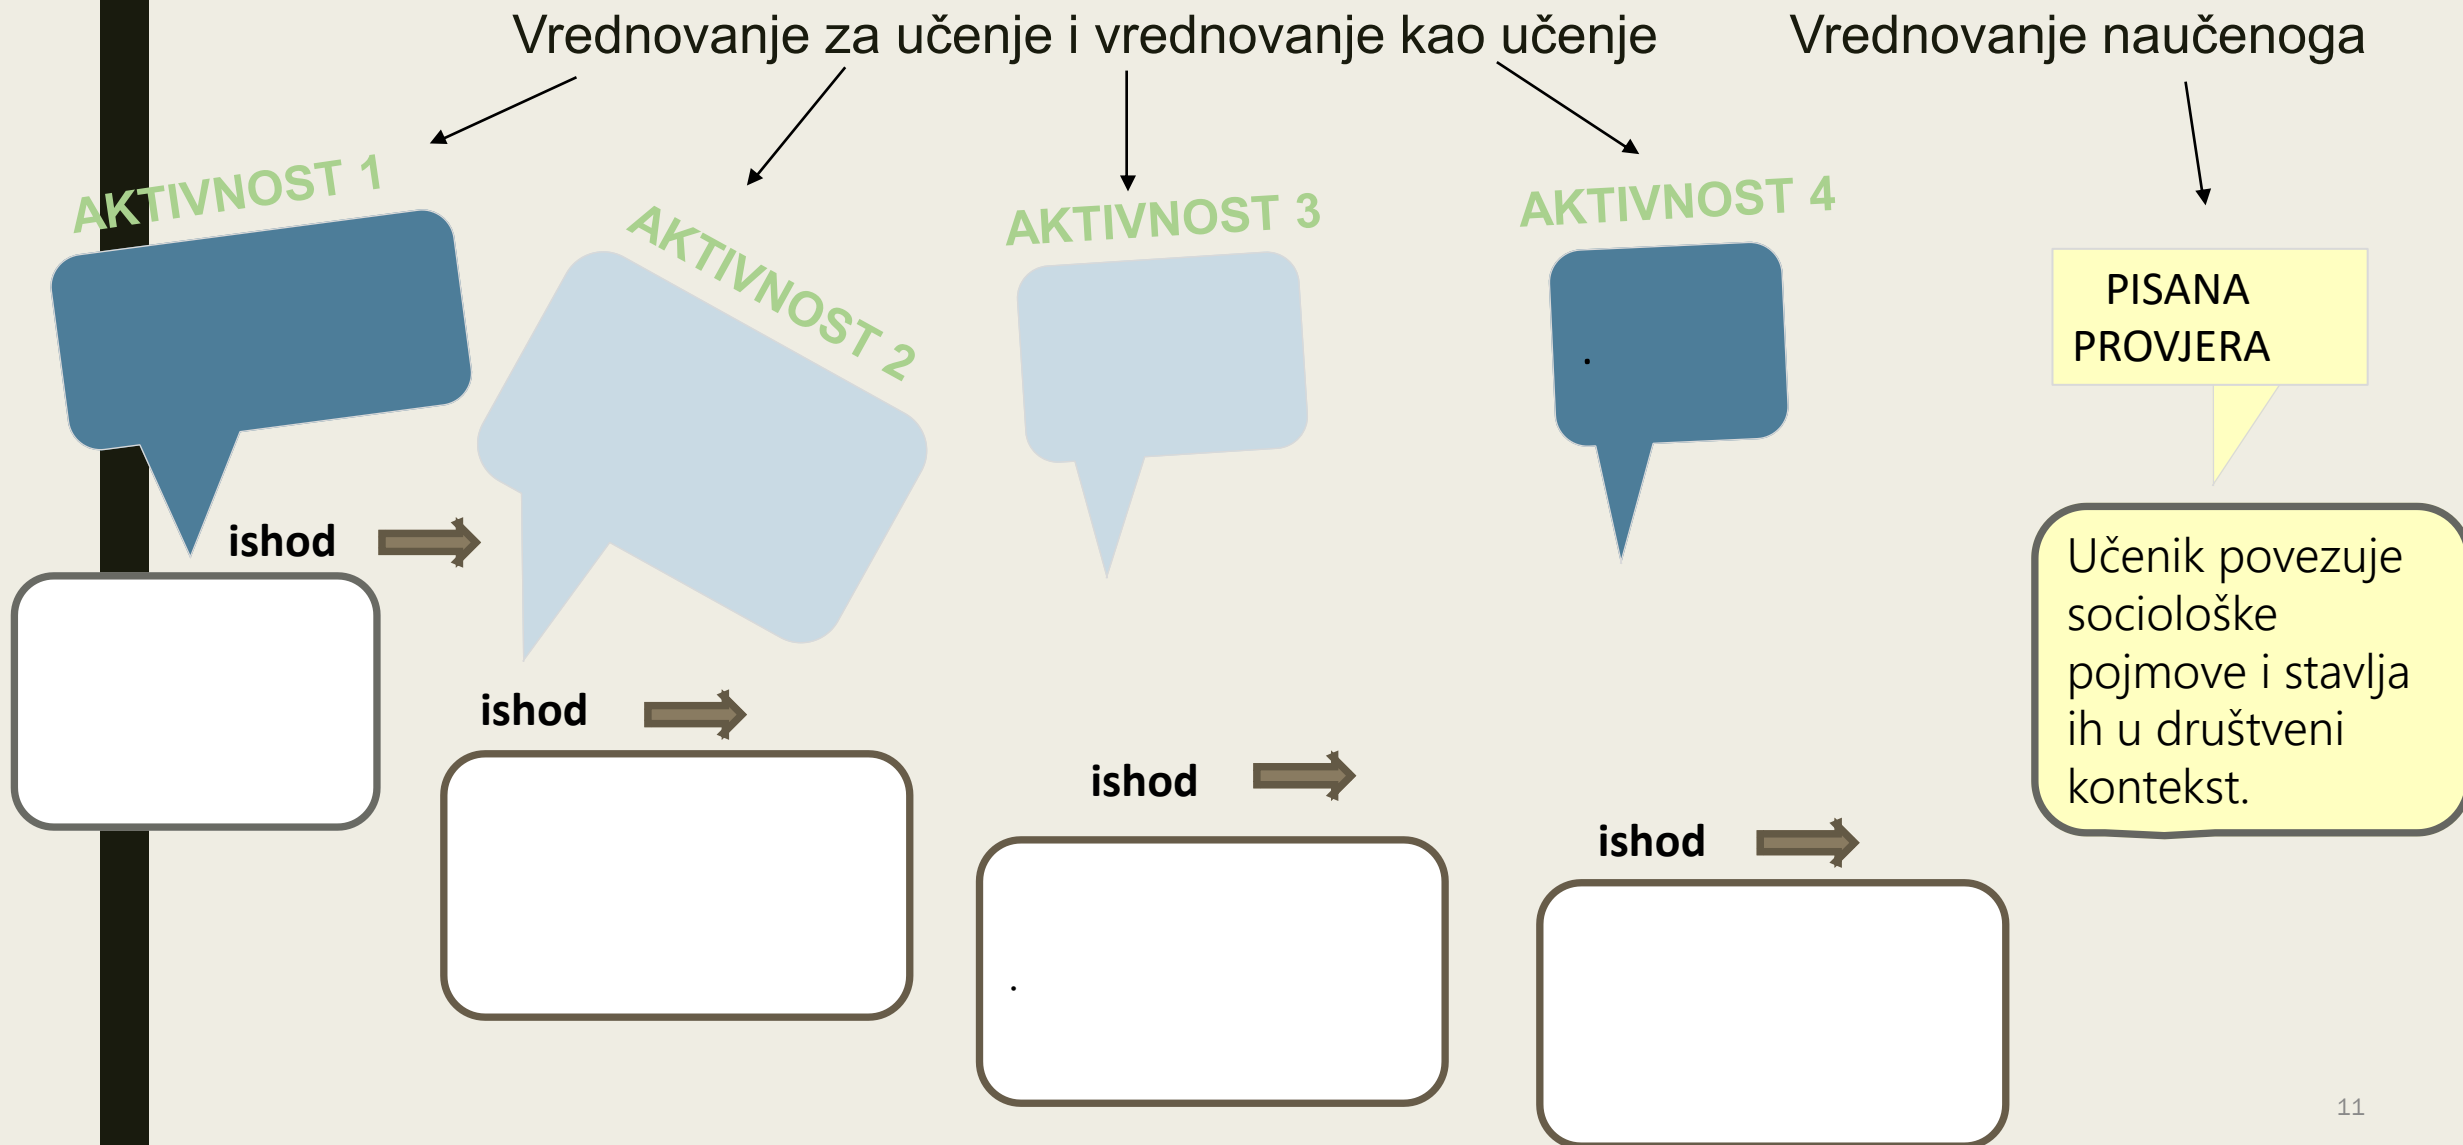 Vrednovanje za učenje i vrednovanje kao učenje
Vrednovanje naučenoga
AKTIVNOST 1
AKTIVNOST 2
AKTIVNOST 3
AKTIVNOST 4
.
PISANA
PROVJERA
ishod
ishod
ishod
.
ishod
Učenik povezuje
sociološke
pojmove i stavlja
ih u društveni
kontekst.
11